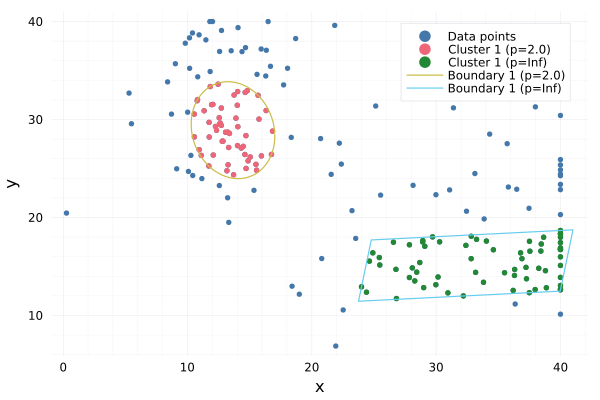 40
30
20
10
0
10
20
30
40
x
y
Data points
Cluster 1 (p=2.0)
Cluster 1 (p=Inf)
Boundary 1 (p=2.0)
Boundary 1 (p=Inf)